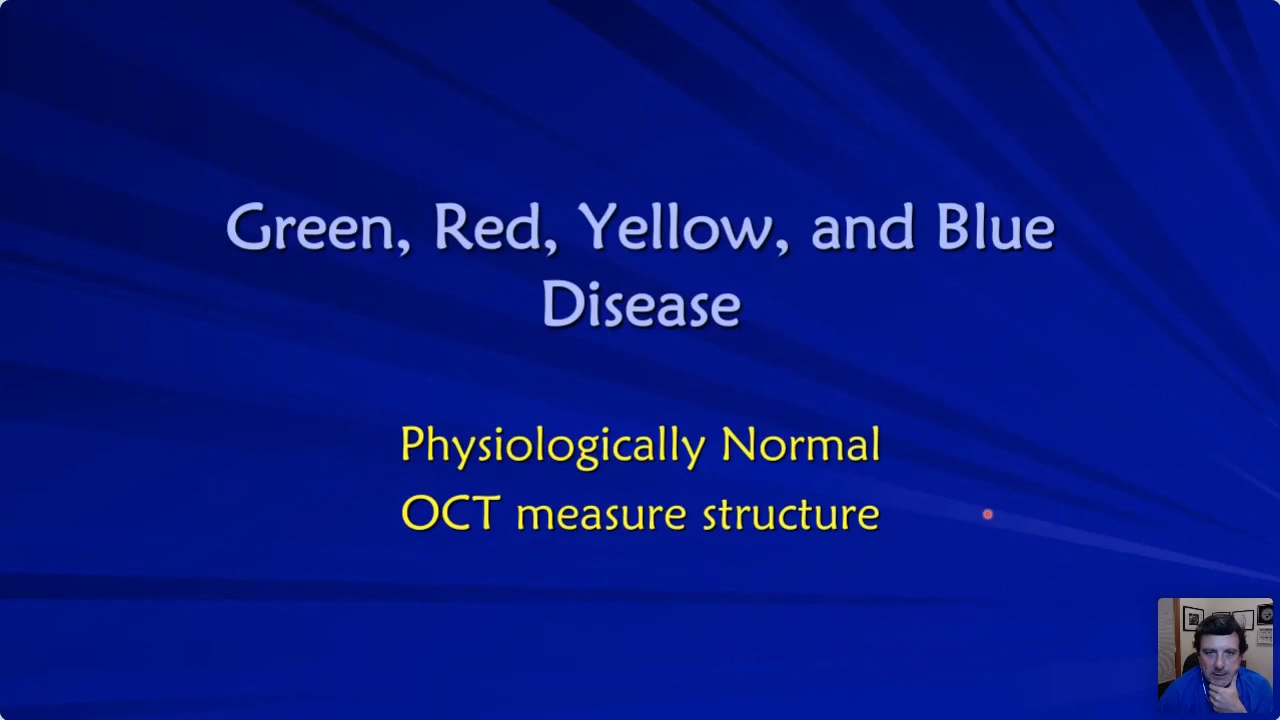 Green, Red, Yellow, and Blue
Disease
Physiologically Normal
OCT measure structure